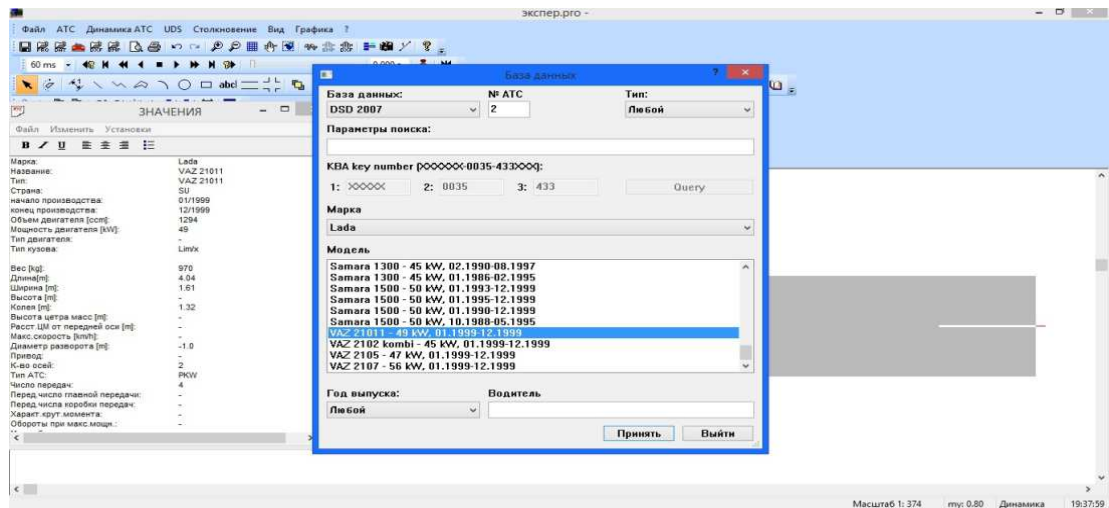 экспер.pro -
Файл АТС Динамика АТС UDS Столкновение Вид Графика ?
60 ms
abcl
ЗНАЧЕНИЯ
Файл Изменить Установки
B / U
Марка: Lada
Название: VAZ 21011
Тип: VAZ 21011
Страна: SU
начало производства: 01/1999
конец производства: 12/1999
Объем двигателя [ccm]: 1294
Мощность двигателя [kW]: 49
Тип двигателя: -
Тип кузова: Lim/x
Вес [kg]: 970
Длина[m]: 4.04
Ширина [m]: 1.61
Высота [m]: -
Колея [m]: 1.32
Высота цетра масс [m]: -
Расст.ЦМ от передней оси [m]: -
Макс.скорость [km/h]: -
Диаметр разворота [m]: -1.0
Привод: -
К-во осей: 2
Тип АТС: PKW
Число передач: 4
Перед.число главной передачи: -
Перед.числа коробки передач: -
Характ.крут.момента: -
Обороты при макс.мощн.: -
База данных
База данных: № АТС Тип:
DSD 2007 2 Любой
Параметры поиска:
KBA key number [XXXXXX-0035-433XXX]:
1: XXXXX 2: 0035 3: 433 Query
Марка
Lada
Модель
Samara 1300 - 45 kW, 02.1990-08.1997
Samara 1300 - 45 kW, 01.1986-02.1995
Samara 1500 - 50 kW, 01.1993-12.1999
Samara 1500 - 50 kW, 01.1995-12.1999
Samara 1500 - 50 kW, 01.1990-12.1999
Samara 1500 - 50 kW, 10.1988-05.1995
VAZ 21011 - 49 kW, 01.1999-12.1999
VAZ 2102 kombi - 45 kW, 01.1999-12.1999
VAZ 2105 - 47 kW, 01.1999-12.1999
VAZ 2107 - 56 kW, 01.1999-12.1999
Год выпуска: Водитель
Любой
Принять Выйти
Масштаб 1: 374 my: 0.80 Динамика 19:37:59